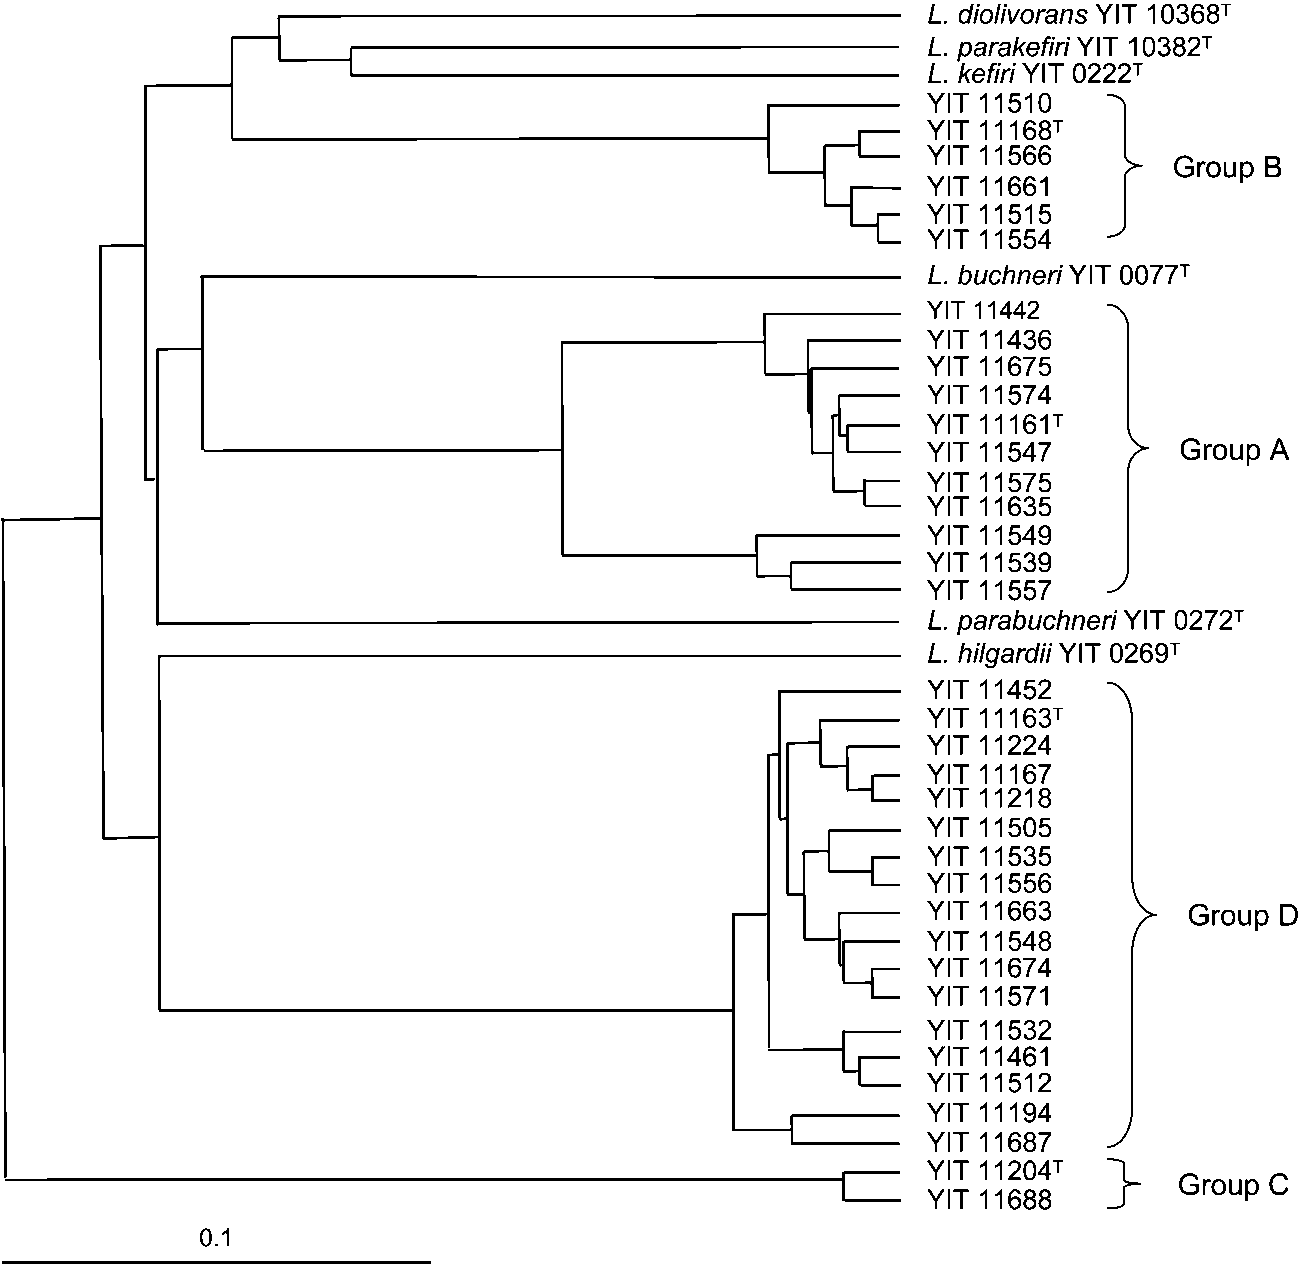 L. diolivorans YIT 10368ᵀ
L. parakefiri YIT 10382ᵀ
L. kefiri YIT 0222ᵀ
YIT 11510
YIT 11168ᵀ
YIT 11566
Group B
YIT 11661
YIT 11515
YIT 11554
L. buchneri YIT 0077ᵀ
YIT 11442
YIT 11436
YIT 11675
YIT 11574
YIT 11161ᵀ
YIT 11547
Group A
YIT 11575
YIT 11635
YIT 11549
YIT 11539
YIT 11557
L. parabuchneri YIT 0272ᵀ
L. hilgardii YIT 0269ᵀ
YIT 11452
YIT 11163ᵀ
YIT 11224
YIT 11167
YIT 11218
YIT 11505
YIT 11535
YIT 11556
YIT 11663
Group D
YIT 11548
YIT 11674
YIT 11571
YIT 11532
YIT 11461
YIT 11512
YIT 11194
YIT 11687
YIT 11204ᵀ
Group C
YIT 11688
0.1